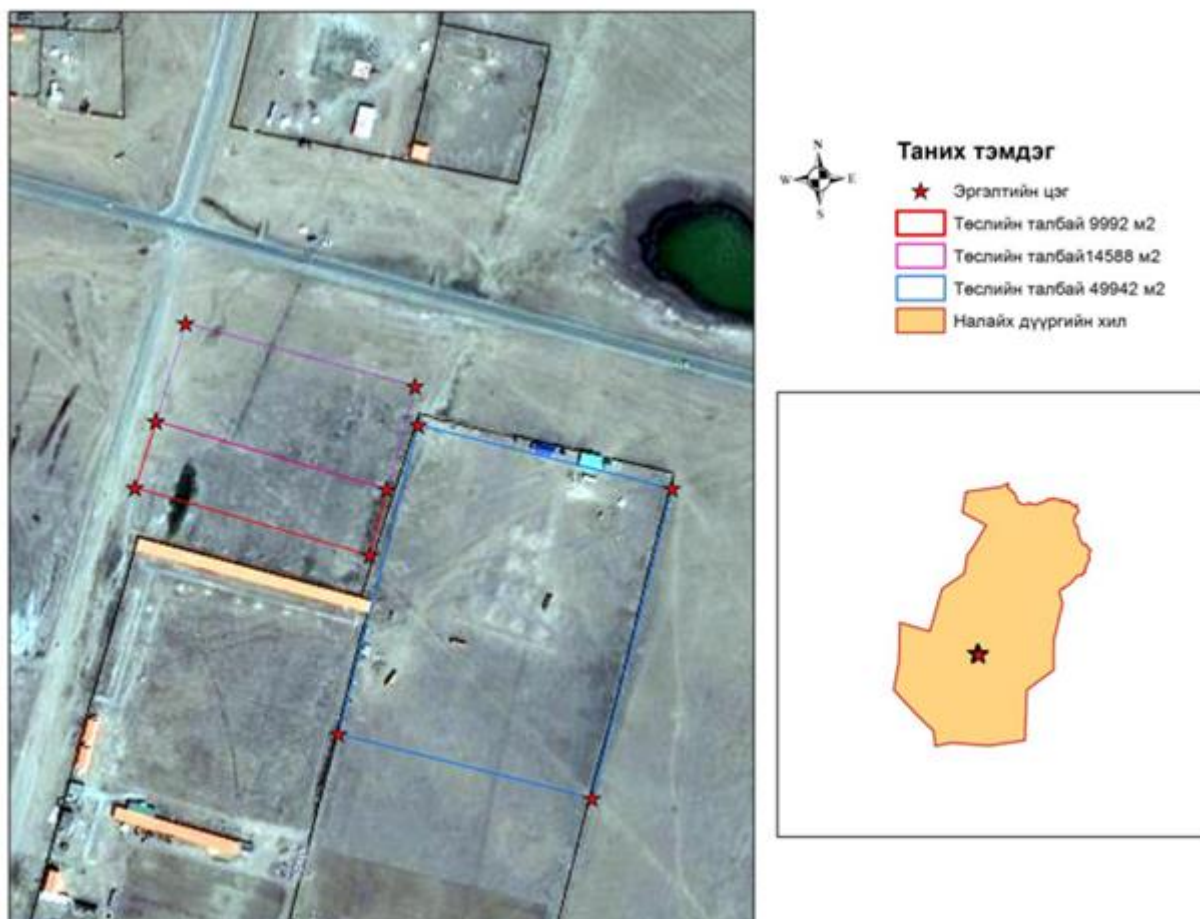 N
W E
S
Таних тэмдэг
Эргэлтийн цэг
Төслийн талбай 9992 м2
Төслийн талбай14588 м2
Төслийн талбай 49942 м2
Налайх дүүргийн хил